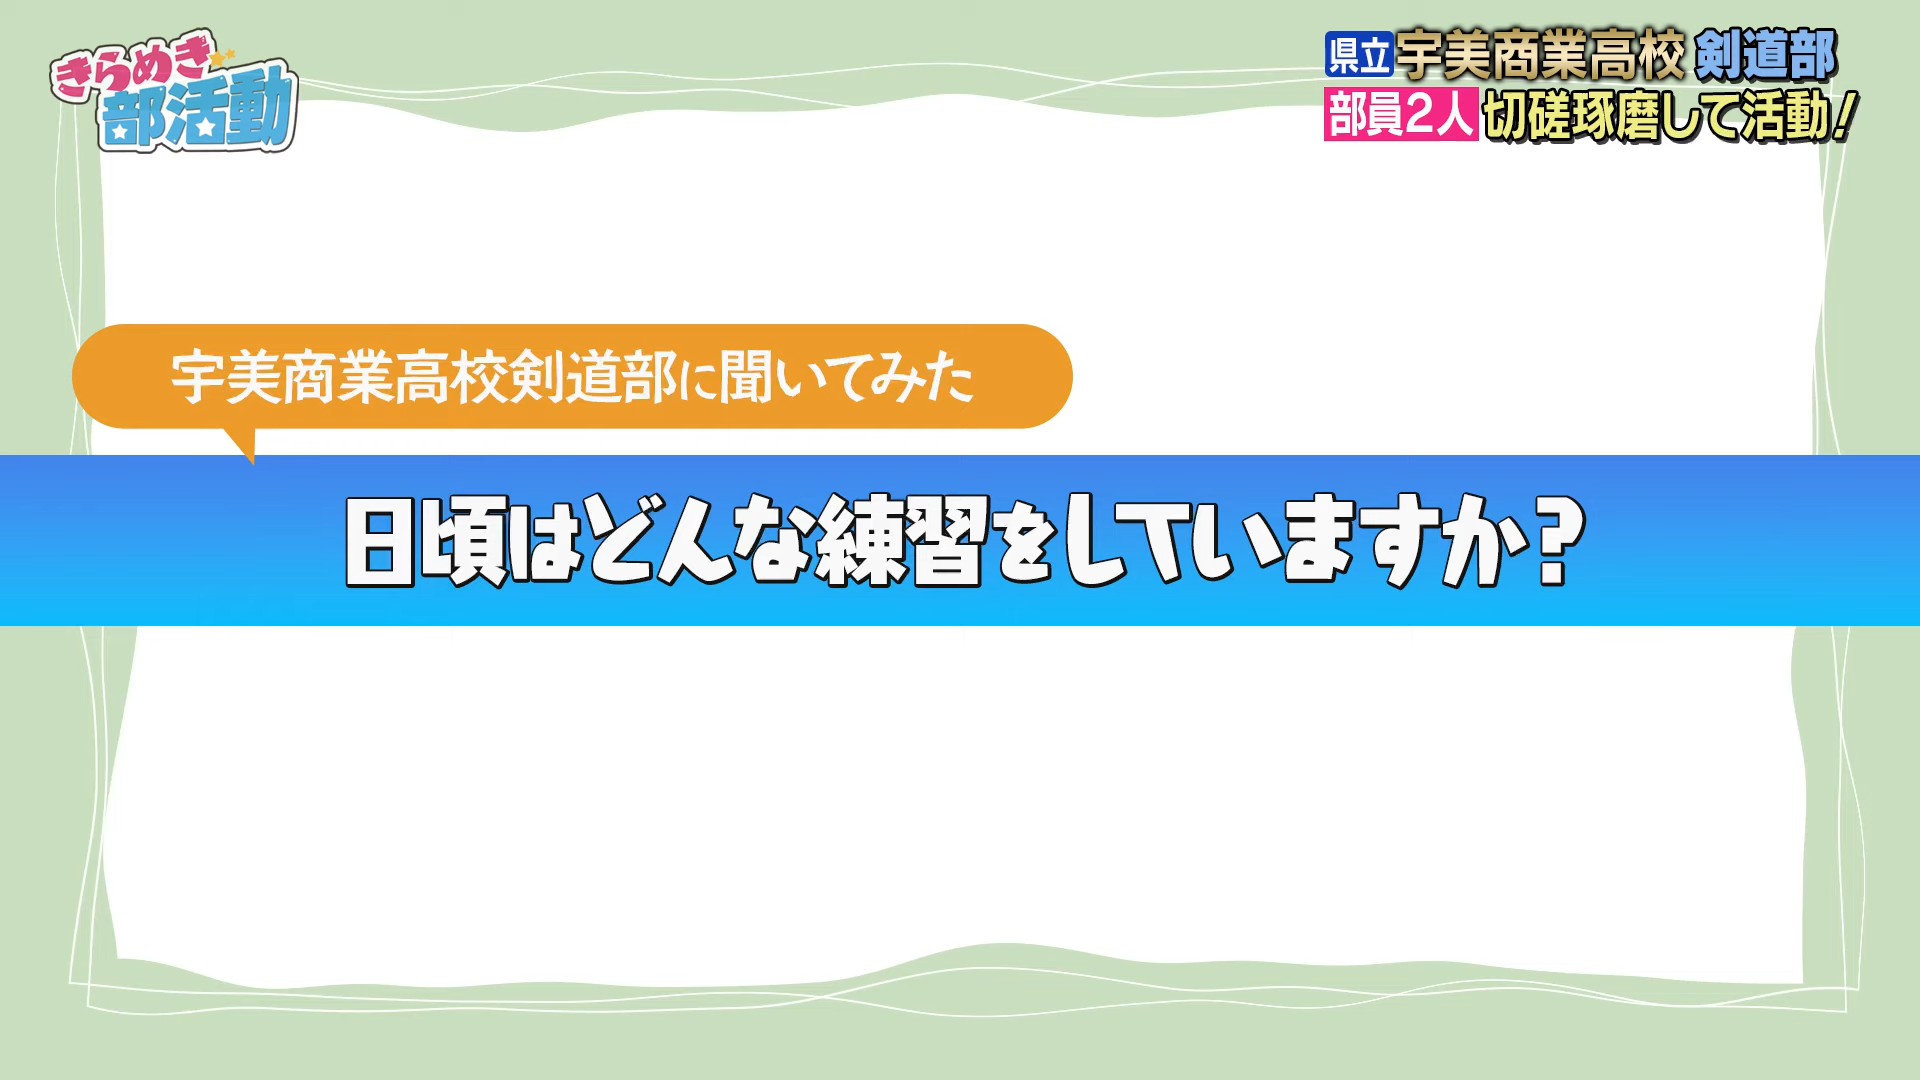 きらめき
部活動
県立宇美商業高校 剣道部
部員2人 切磋琢磨して活動!
宇美商業高校剣道部に聞いてみた
日頃はどんな練習をしていますか?